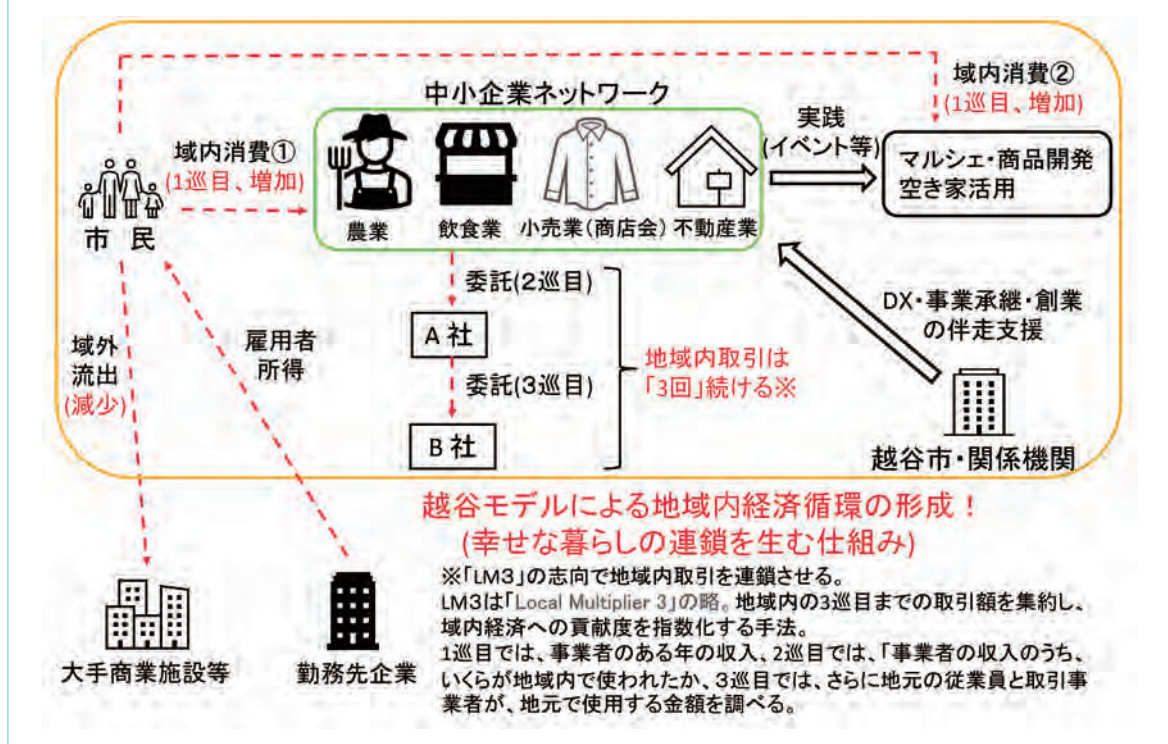 中小企業ネットワーク
域内消費①
(1巡目、増加)
市 民
農業
飲食業
小売業(商店会)
不動産業
実践
(イベント等)
域内消費②
(1巡目、増加)
マルシェ・商品開発
空き家活用
委託(2巡目)
A社
委託(3巡目)
B社
地域内取引は
「3回」続ける※
DX・事業承継・創業
の伴走支援
越谷市・関係機関
域外
流出
(減少)
雇用者
所得
大手商業施設等
勤務先企業
越谷モデルによる地域内経済循環の形成!
(幸せな暮らしの連鎖を生む仕組み)
※「LM3」の志向で地域内取引を連鎖させる。
LM3は「Local Multiplier 3」の略。地域内の3巡目までの取引額を集約し、
域内経済への貢献度を指数化する手法。
1巡目では、事業者のある年の収入、2巡目では、「事業者の収入のうち、
いくらが地域内で使われたか、3巡目では、さらに地元の従業員と取引事
業者が、地元で使用する金額を調べる。